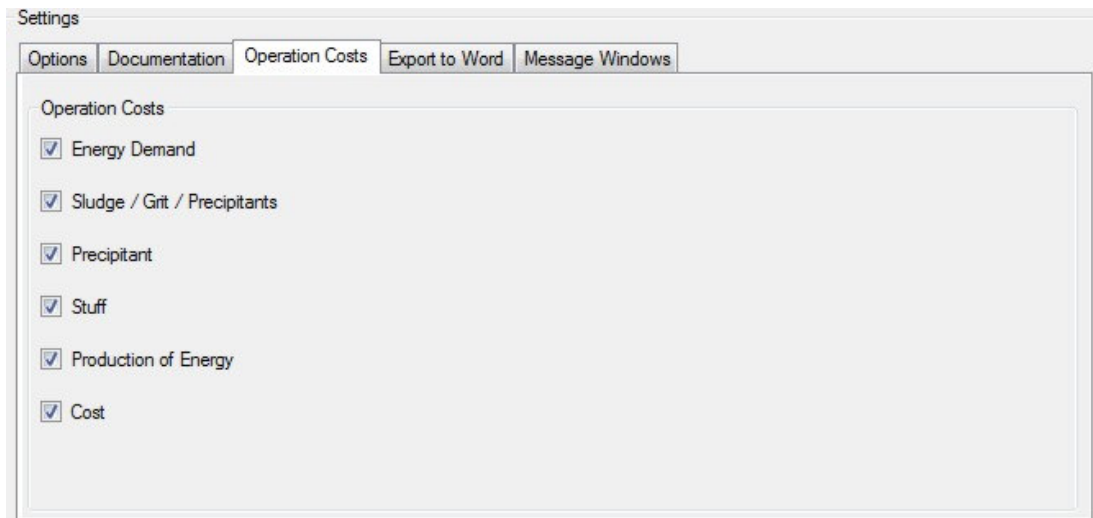 Settings
Options Documentation Operation Costs Export to Word Message Windows
Operation Costs
Energy Demand
Sludge / Grit / Precipitants
Precipitant
Stuff
Production of Energy
Cost